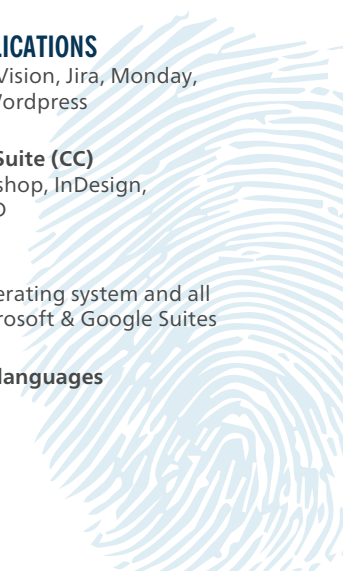 LICATIONS
Vision, Jira, Monday,
Wordpress
Suite (CC)
shop, InDesign,
D
erating system and all
rosoft & Google Suites
languages